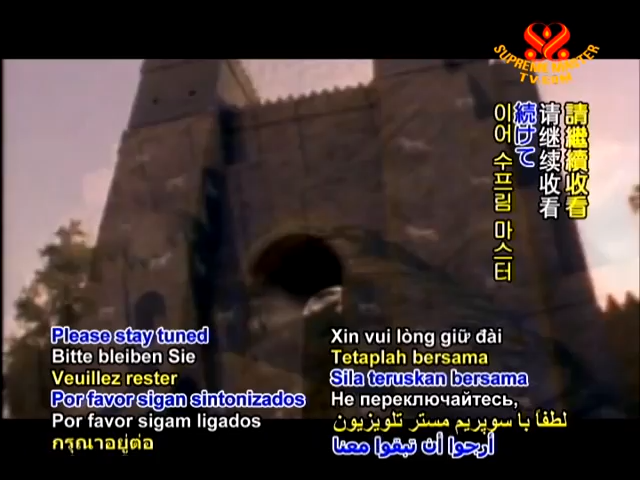 SUPREME MASTER
TV.COM
請繼續收看
请继续收看
続けて
이어 수프림 마스터
Please stay tuned
Bitte bleiben Sie
Veuillez rester
Por favor sigan sintonizados
Por favor sigam ligados
กรุณาอยู่ต่อ
Xin vui lòng giữ đài
Tetaplah bersama
Sila teruskan bersama
Не переключайтесь,
لطفاً با سوپریم مستر تلویزیون
أرجوا أن تبقوا معنا